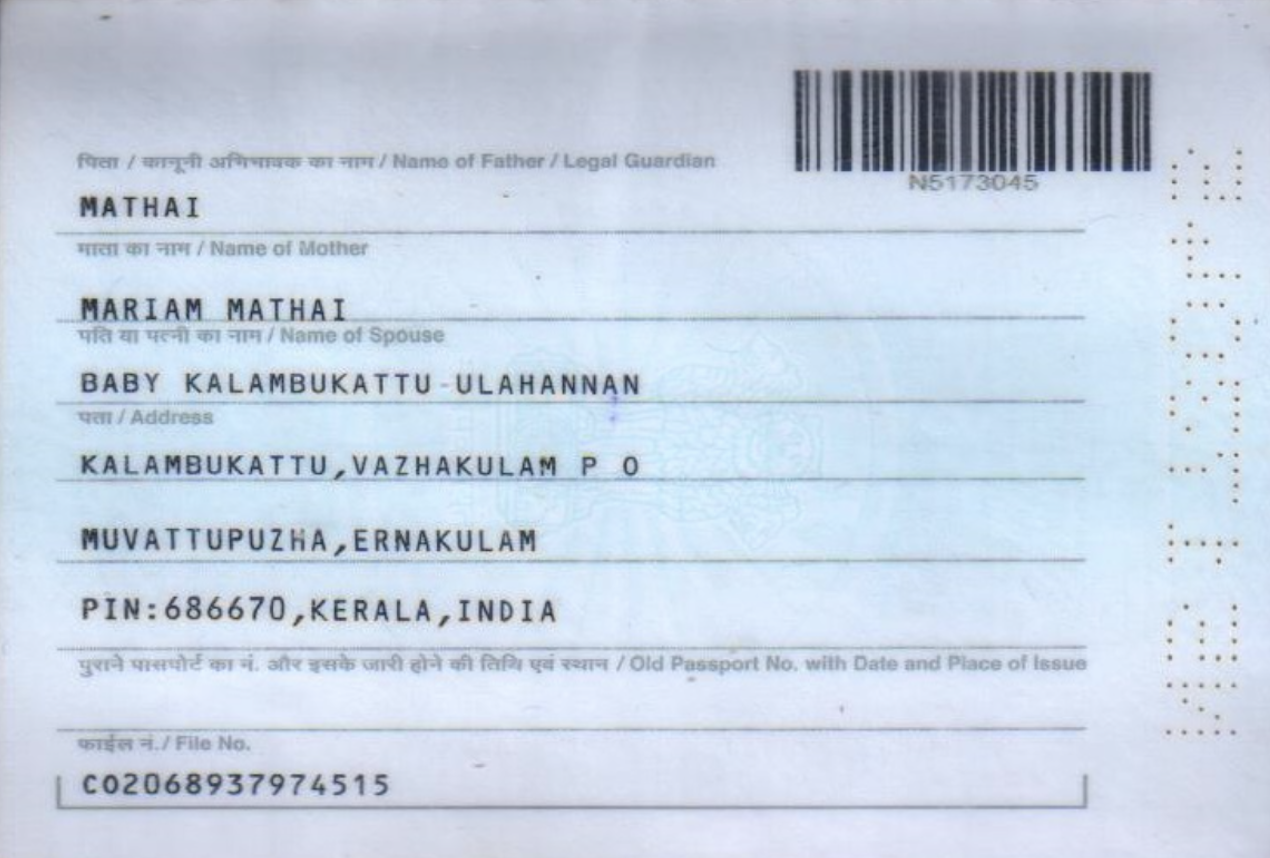 N5173045
पिता / कानूनी अभिभावक का नाम / Name of Father / Legal Guardian
MATHAI
माता का नाम / Name of Mother
MARIAM MATHAI
पति या पत्नी का नाम / Name of Spouse
BABY KALAMBUKATTU ULAHANNAN
पता / Address
KALAMBUKATTU,VAZHAKULAM P O
MUVATTUPUZHA,ERNAKULAM
PIN:686670,KERALA,INDIA
पुराने पासपोर्ट का नं. और इसके जारी होने की तिथि एवं स्थान / Old Passport No. with Date and Place of Issue
फाईल नं. / File No.
CO2068937974515